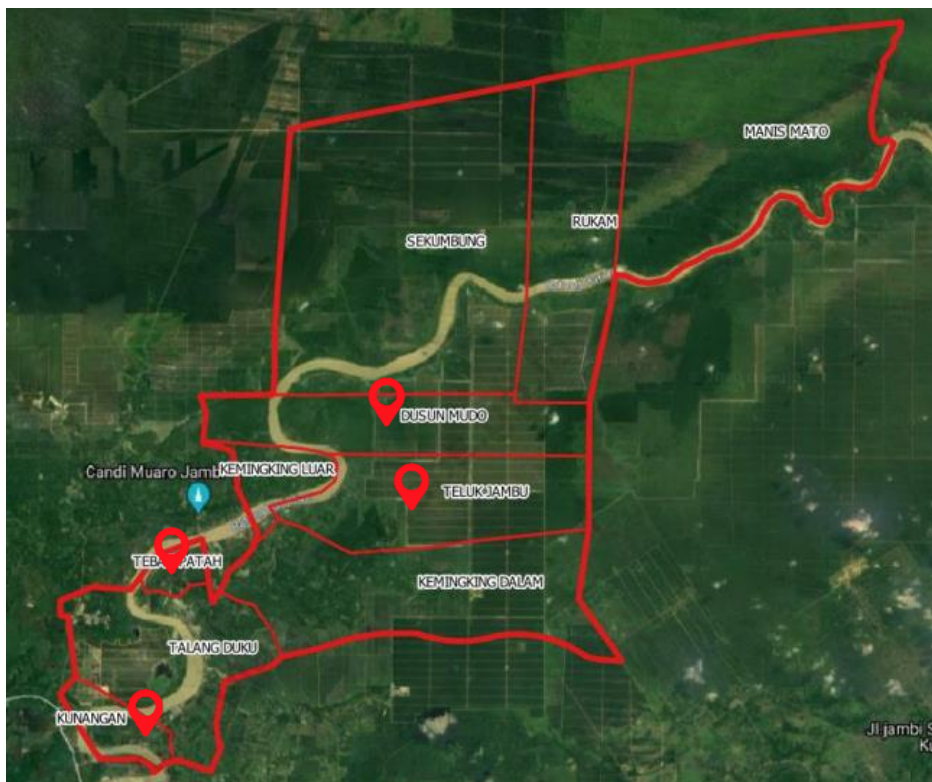 MANIS MATO
RUKAM
SEKUMBUNG
DUSUN MUDO
KEMINGKING LUAR
Candi Muaro Jambi
TELUK JAMBU
PATAH
KEMINGKING DALAM
TALANG DUKU
KUNANGAN
Jl.jambi S